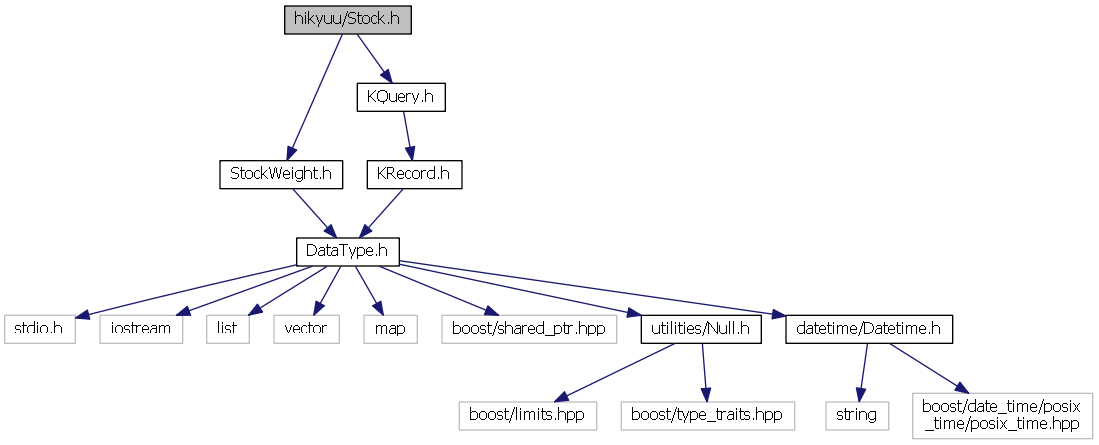 hikyuu/Stock.h
KQuery.h
StockWeight.h
KRecord.h
DataType.h
stdio.h
iostream
list
vector
map
boost/shared_ptr.hpp
utilities/Null.h
datetime/Datetime.h
boost/limits.hpp
boost/type_traits.hpp
string
boost/date_time/posix
_time/posix_time.hpp